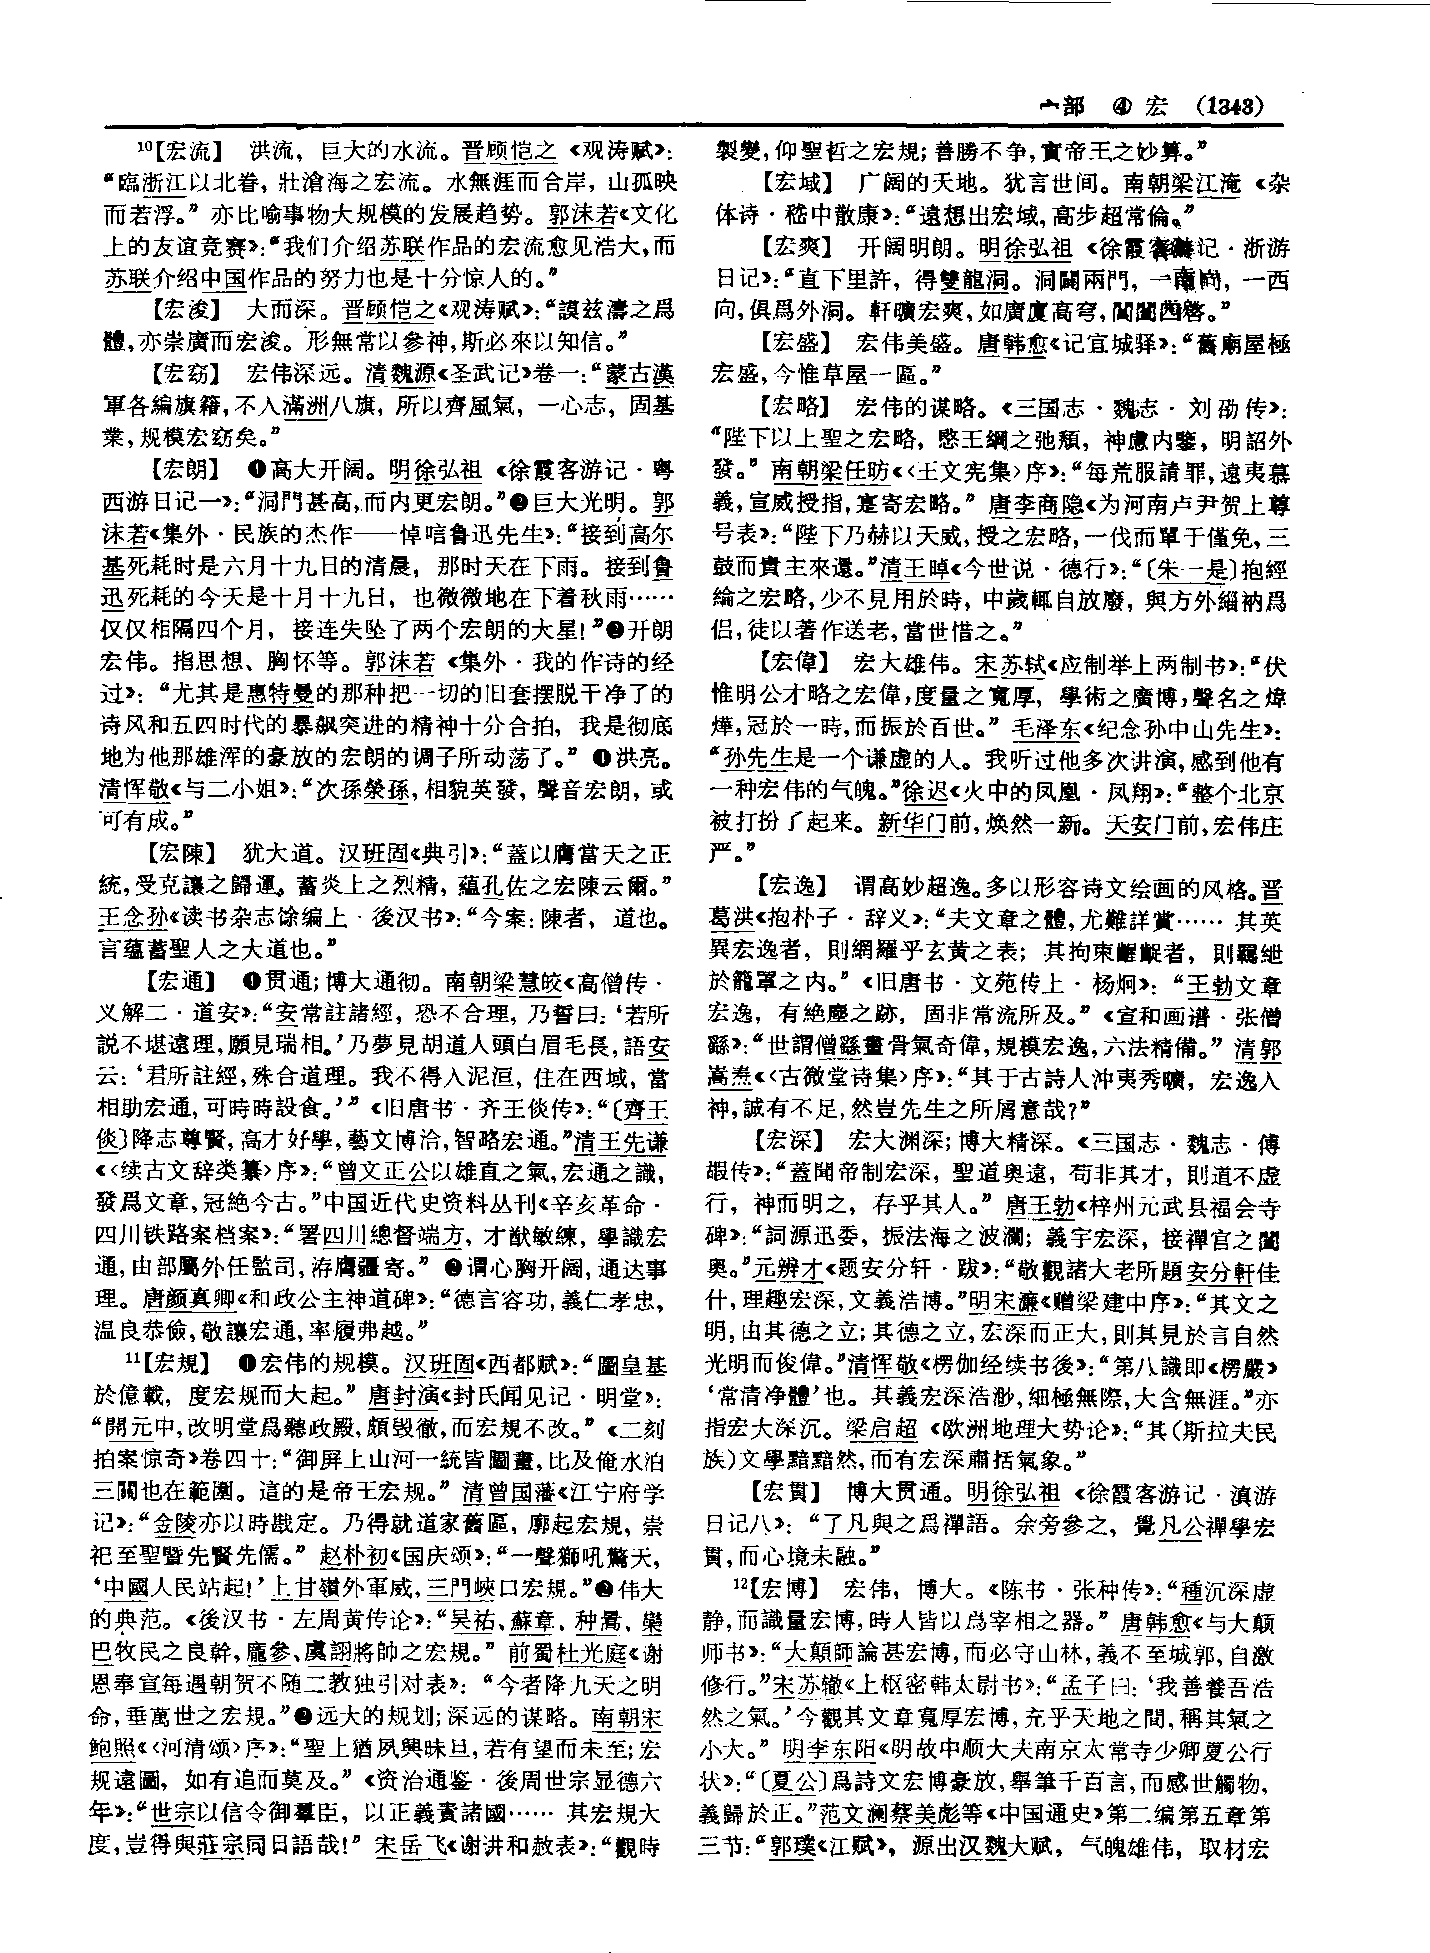 宀部 ④ 宏 (1343)
10【宏流】 洪流，巨大的水流。晋顾恺之《观涛赋》：
“臨浙江以北眷，壯滄海之宏流。水無涯而合岸，山孤映
而若浮。”亦比喻事物大规模的发展趋势。郭沫若《文化
上的友谊竞赛》：“我们介绍苏联作品的宏流愈见浩大，而
苏联介绍中国作品的努力也是十分惊人的。”
【宏浚】 大而深。晋顾恺之《观涛赋》：“謨兹濤之爲
體，亦崇廣而宏浚。形無常以參神，斯必來以知信。”
【宏窈】 宏伟深远。清魏源《圣武记》卷一：“蒙古漢
軍各編旗籍，不入滿洲八旗，所以齊風氣，一心志，固基
業，规模宏窈矣。”
【宏朗】 ❶高大开阔。明徐弘祖《徐霞客游记·粤
西游日记一》：“洞門甚高，而内更宏朗。”❷巨大光明。郭
沫若《集外·民族的杰作——悼唁鲁迅先生》：“接到高尔
基死耗时是六月十九日的清晨，那时天在下雨。接到鲁
迅死耗的今天是十月十九日，也微微地在下着秋雨……
仅仅相隔四个月，接连失坠了两个宏朗的大星！”❸开朗
宏伟。指思想、胸怀等。郭沫若《集外·我的作诗的经
过》：“尤其是惠特曼的那种把一切的旧套摆脱干净了的
诗风和五四时代的暴飙突进的精神十分合拍，我是彻底
地为他那雄浑的豪放的宏朗的调子所动荡了。”❹洪亮。
清恽敬《与二小姐》：“次孫榮孫，相貌英發，聲音宏朗，或
可有成。”
【宏陳】 犹大道。汉班固《典引》：“蓋以膺當天之正
統，受克讓之歸運。蓄炎上之烈精，蕴孔佐之宏陳云爾。”
王念孙《读书杂志馀编上·後汉书》：“今案：陳者，道也。
言蕴蓄聖人之大道也。”
【宏通】 ❶贯通；博大通彻。南朝梁慧皎《高僧传·
义解二·道安》：“安常註諸經，恐不合理，乃誓曰：‘若所
説不堪遠理，願見瑞相。’乃夢見胡道人頭白眉毛長，語安
云：‘君所註經，殊合道理。我不得入泥洹，住在西域，當
相助宏通，可時時設食。’”《旧唐书·齐王倓传》：“〔齊王
倓〕降志尊賢，高才好學，藝文博洽，智略宏通。”清王先谦
《〈续古文辞类纂〉序》：“曾文正公以雄直之氣，宏通之識，
發爲文章，冠絶今古。”中国近代史资料丛刊《辛亥革命·
四川铁路案档案》：“署四川總督端方，才猷敏練，學識宏
通，由部屬外任監司，洊膺疆寄。”❷谓心胸开阔，通达事
理。唐颜真卿《和政公主神道碑》：“德言容功，義仁孝忠，
温良恭儉，敬讓宏通，率履弗越。”
11【宏規】 ❶宏伟的规模。汉班固《西都赋》：“圖皇基
於億載，度宏规而大起。”唐封演《封氏闻见记·明堂》：
“開元中，改明堂爲聽政殿，頗毁徹，而宏規不改。”《二刻
拍案惊奇》卷四十：“御屏上山河一統皆圖畫，比及俺水泊
三關也在範圍。這的是帝王宏规。”清曾国藩《江宁府学
记》：“金陵亦以時戡定。乃得就道家舊區，廓起宏規，崇
祀至聖暨先賢先儒。”赵朴初《国庆颂》：“一聲獅吼驚天，
‘中國人民站起！’上甘嶺外軍威，三門峽口宏規。”❷伟大
的典范。《後汉书·左周黄传论》：“吴祐、蘇章、种暠、欒
巴牧民之良幹，龐參、虞詡將帥之宏規。”前蜀杜光庭《谢
恩奉宣每遇朝贺不随二教独引对表》：“今者降九天之明
命，垂萬世之宏規。”❸远大的规划；深远的谋略。南朝宋
鲍照《〈河清颂〉序》：“聖上猶夙興昧旦，若有望而未至；宏
规遠圖，如有追而莫及。”《资治通鉴·後周世宗显德六
年》：“世宗以信令御羣臣，以正義責諸國……其宏規大
度，豈得與莊宗同日語哉！”宋岳飞《谢讲和赦表》：“觀時
製變，仰聖哲之宏規；善勝不争，實帝王之妙算。”
【宏域】 广阔的天地。犹言世间。南朝梁江淹《杂
体诗·嵇中散康》：“遠想出宏域，高步超常倫。”
【宏爽】 开阔明朗。明徐弘祖《徐霞客游记·浙游
日记》：“直下里許，得雙龍洞。洞闢兩門，一南向，一西
向，俱爲外洞。軒曠宏爽，如廣廈高穹，閶闔四啓。”
【宏盛】 宏伟美盛。唐韩愈《记宜城驿》：“舊廟屋極
宏盛，今惟草屋一區。”
【宏略】 宏伟的谋略。《三国志·魏志·刘劭传》：
“陛下以上聖之宏略，愍王綱之弛頽，神慮内鑒，明詔外
發。”南朝梁任昉《〈王文宪集〉序》：“每荒服請罪，遠夷慕
義，宣威授指，寔寄宏略。”唐李商隐《为河南卢尹贺上尊
号表》：“陛下乃赫以天威，授之宏略，一伐而單于僅免，三
鼓而貴主來還。”清王晫《今世说·德行》：“〔朱一是〕抱經
綸之宏略，少不見用於時，中歲輒自放廢，與方外緇衲爲
侣，徒以著作送老，當世惜之。”
【宏偉】 宏大雄伟。宋苏轼《应制举上两制书》：“伏
惟明公才略之宏偉，度量之寬厚，學術之廣博，聲名之煒
燁，冠於一時，而振於百世。”毛泽东《纪念孙中山先生》：
“孙先生是一个谦虚的人。我听过他多次讲演，感到他有
一种宏伟的气魄。”徐迟《火中的凤凰·凤翔》：“整个北京
被打扮了起来。新华门前，焕然一新。天安门前，宏伟庄
严。”
【宏逸】 谓高妙超逸。多以形容诗文绘画的风格。晋
葛洪《抱朴子·辞义》：“夫文章之體，尤難詳賞……其英
異宏逸者，則網羅乎玄黄之表；其拘束齷齪者，則羈紲
於籠罩之内。”《旧唐书·文苑传上·杨炯》：“王勃文章
宏逸，有絶塵之跡，固非常流所及。”《宣和画谱·张僧
繇》：“世謂僧繇畫骨氣奇偉，規模宏逸，六法精備。”清郭
嵩焘《〈古微堂诗集〉序》：“其于古詩人沖夷秀曠，宏逸入
神，誠有不足，然豈先生之所屑意哉？”
【宏深】 宏大渊深；博大精深。《三国志·魏志·傅
嘏传》：“蓋聞帝制宏深，聖道奥遠，苟非其才，則道不虚
行，神而明之，存乎其人。”唐王勃《梓州元武县福会寺
碑》：“詞源迅委，振法海之波瀾；義宇宏深，接禪官之閫
奥。”元辨才《题安分轩·跋》：“敬觀諸大老所題安分軒佳
什，理趣宏深，文義浩博。”明宋濂《赠梁建中序》：“其文之
明，由其德之立；其德之立，宏深而正大，則其見於言自然
光明而俊偉。”清恽敬《楞伽经续书後》：“第八識即《楞嚴》
‘常清净體’也。其義宏深浩渺，細極無際，大含無涯。”亦
指宏大深沉。梁启超《欧洲地理大势论》：“其（斯拉夫民
族）文學黯黯然，而有宏深肅括氣象。”
【宏貫】 博大贯通。明徐弘祖《徐霞客游记·滇游
日记八》：“了凡與之爲禪語。余旁參之，覺凡公禪學宏
貫，而心境未融。”
12【宏博】 宏伟，博大。《陈书·张种传》：“種沉深虚
静，而識量宏博，時人皆以爲宰相之器。”唐韩愈《与大颠
师书》：“大顛師論甚宏博，而必守山林，義不至城郭，自激
修行。”宋苏辙《上枢密韩太尉书》：“孟子曰：‘我善養吾浩
然之氣。’今觀其文章寬厚宏博，充乎天地之間，稱其氣之
小大。”明李东阳《明故中顺大夫南京太常寺少卿夏公行
状》：“〔夏公〕爲詩文宏博豪放，舉筆千百言，而感世觸物，
義歸於正。”范文澜蔡美彪等《中国通史》第二编第五章第
三节：“郭璞《江赋》，源出汉魏大赋，气魄雄伟，取材宏